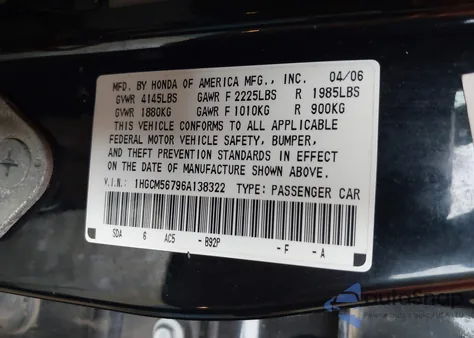 MFD. BY HONDA OF AMERICA MFG., INC. 04/06
GVWR 4145LBS GAWR F 2225LBS R 1985LBS
GVWR 1880KG GAWR F 1010KG R 900KG
THIS VEHICLE CONFORMS TO ALL APPLICABLE
FEDERAL MOTOR VEHICLE SAFETY, BUMPER,
AND THEFT PREVENTION STANDARDS IN EFFECT
ON THE DATE OF MANUFACTURE SHOWN ABOVE.
V.I.N.: 1HGCM56796A138322 TYPE: PASSENGER CAR
SDA 6 AC5 -B92P -F -A
autosnap